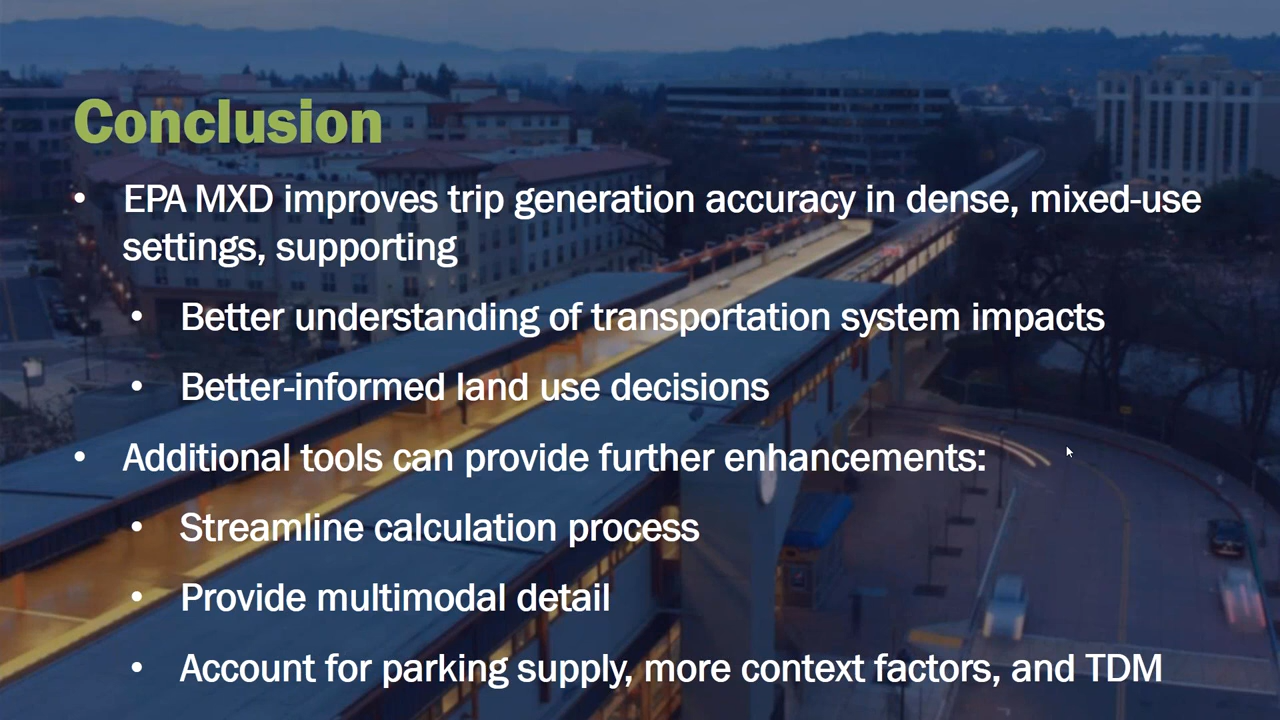 Conclusion
• EPA MXD improves trip generation accuracy in dense, mixed-use
settings, supporting
• Better understanding of transportation system impacts
• Better-informed land use decisions
• Additional tools can provide further enhancements:
• Streamline calculation process
• Provide multimodal detail
• Account for parking supply, more context factors, and TDM